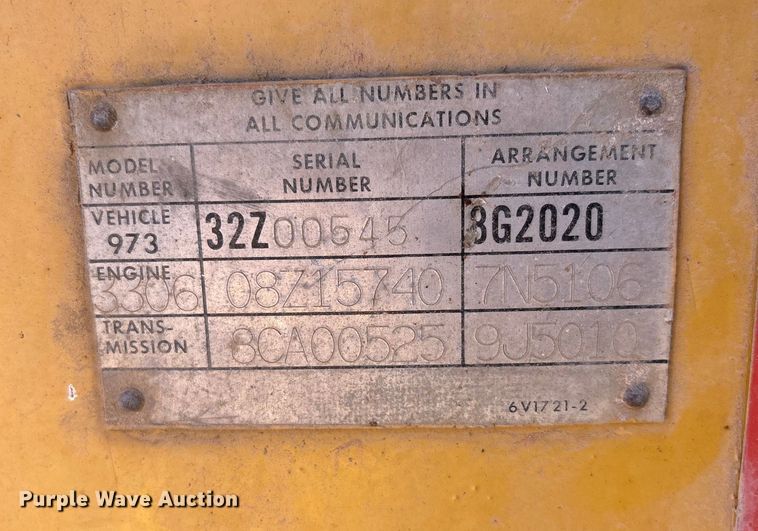 GIVE ALL NUMBERS IN
ALL COMMUNICATIONS
MODEL NUMBER SERIAL NUMBER ARRANGEMENT NUMBER
VEHICLE 973 32Z00545 8G2020
ENGINE 3306 08Z15740 7N5106
TRANS-MISSION 8CA00525 9J5010
6V1721-2
Purple Wave Auction